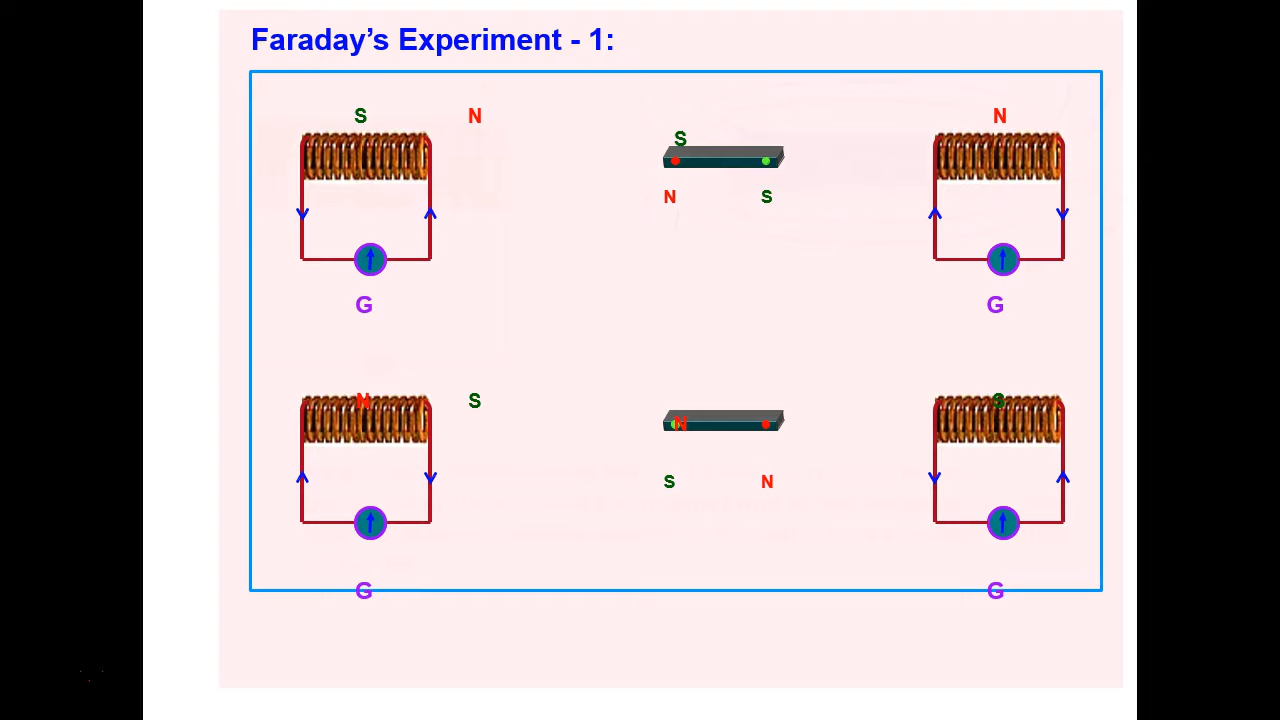 Faraday's Experiment - 1:
S N S N
N S
G G
N S N S
S N
G G